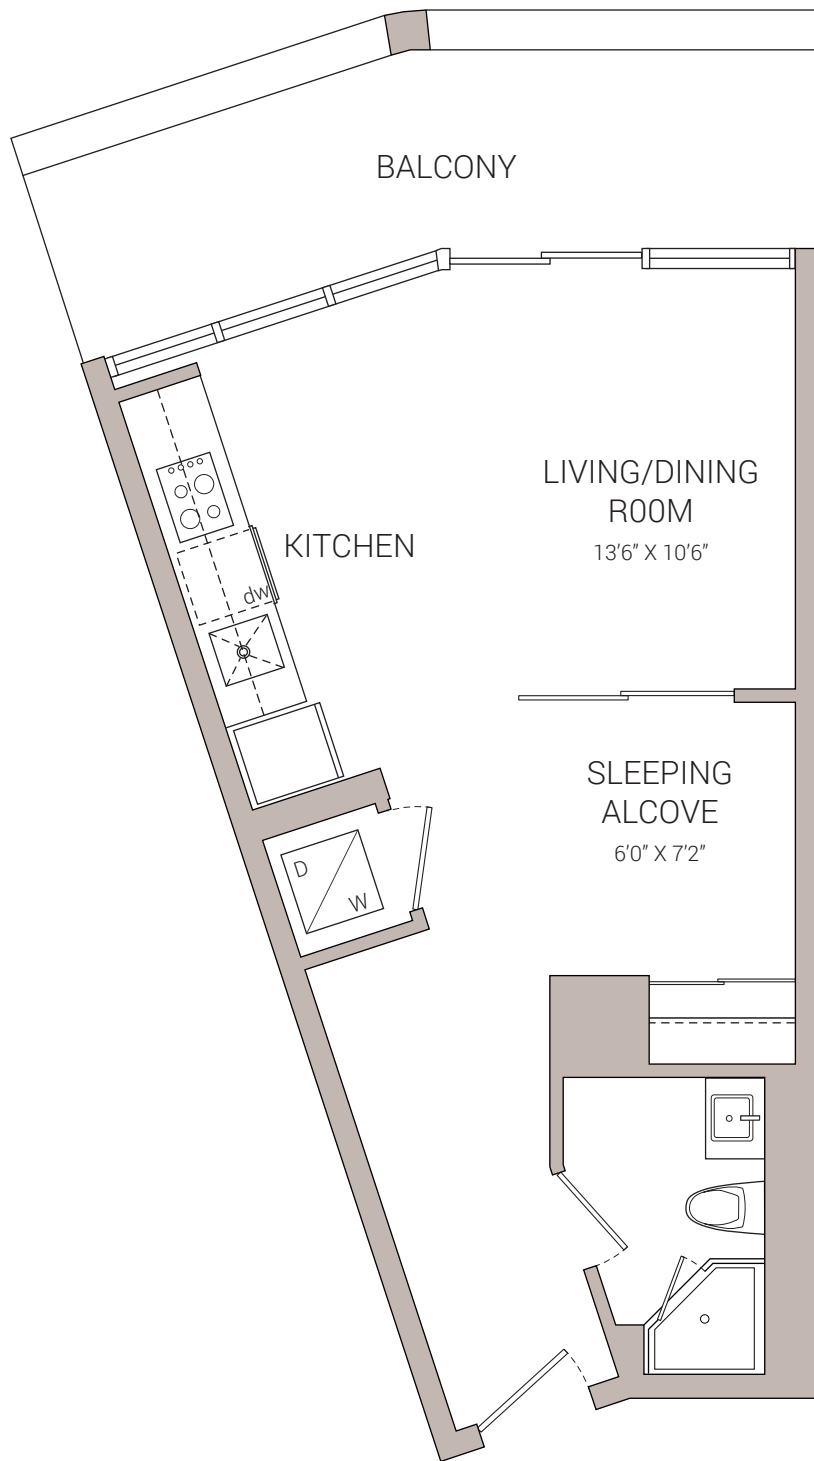 BALCONY
LIVING/DINING
R00M
13'6" X 10'6"
KITCHEN
dw
SLEEPING
ALCOVE
6'0" X 7'2"
D
W